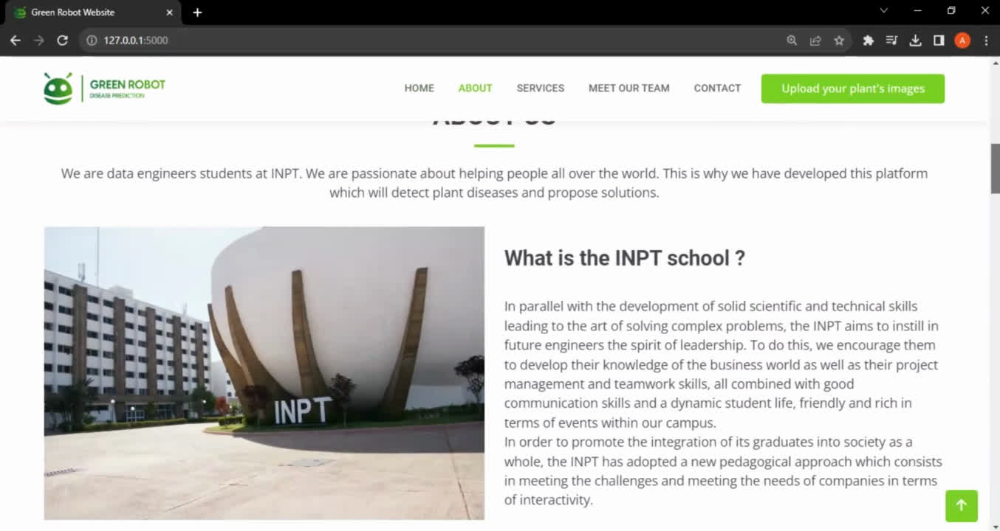 Green Robot Website
127.0.0.1:5000
A
GREEN ROBOT
DISEASE PREDICTION
HOME
ABOUT
SERVICES
MEET OUR TEAM
CONTACT
Upload your plant's images
ABOUT US
We are data engineers students at INPT. We are passionate about helping people all over the world. This is why we have developed this platform
which will detect plant diseases and propose solutions.
INPT
What is the INPT school ?
In parallel with the development of solid scientific and technical skills
leading to the art of solving complex problems, the INPT aims to instill in
future engineers the spirit of leadership. To do this, we encourage them
to develop their knowledge of the business world as well as their project
management and teamwork skills, all combined with good
communication skills and a dynamic student life, friendly and rich in
terms of events within our campus.
In order to promote the integration of its graduates into society as a
whole, the INPT has adopted a new pedagogical approach which consists
in meeting the challenges and meeting the needs of companies in terms
of interactivity.